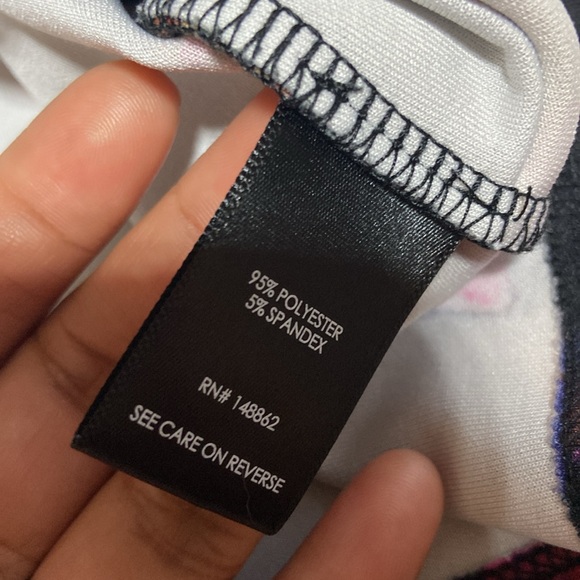 95% POLYESTER
5% SPANDEX
RN# 148862
SEE CARE ON REVERSE